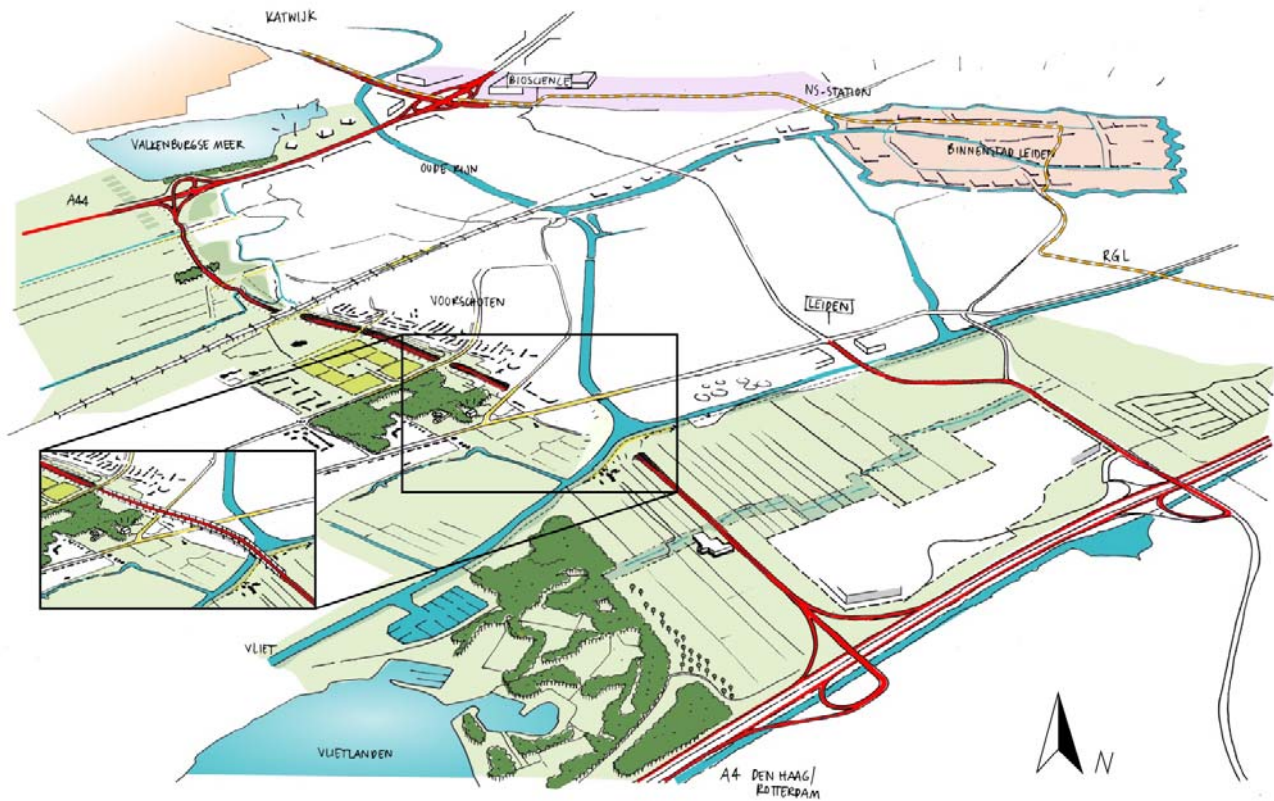 KATWIJK
BIOSCIENCE
NS-STATION
VALKENBURGSE MEER
BINNENSTAD LEIDEN
OUDE RIJN
A44
RGL
VOORSCHOTEN
LEIDEN
VLIET
VLIETLANDEN
A4 DEN HAAG/
ROTTERDAM
N